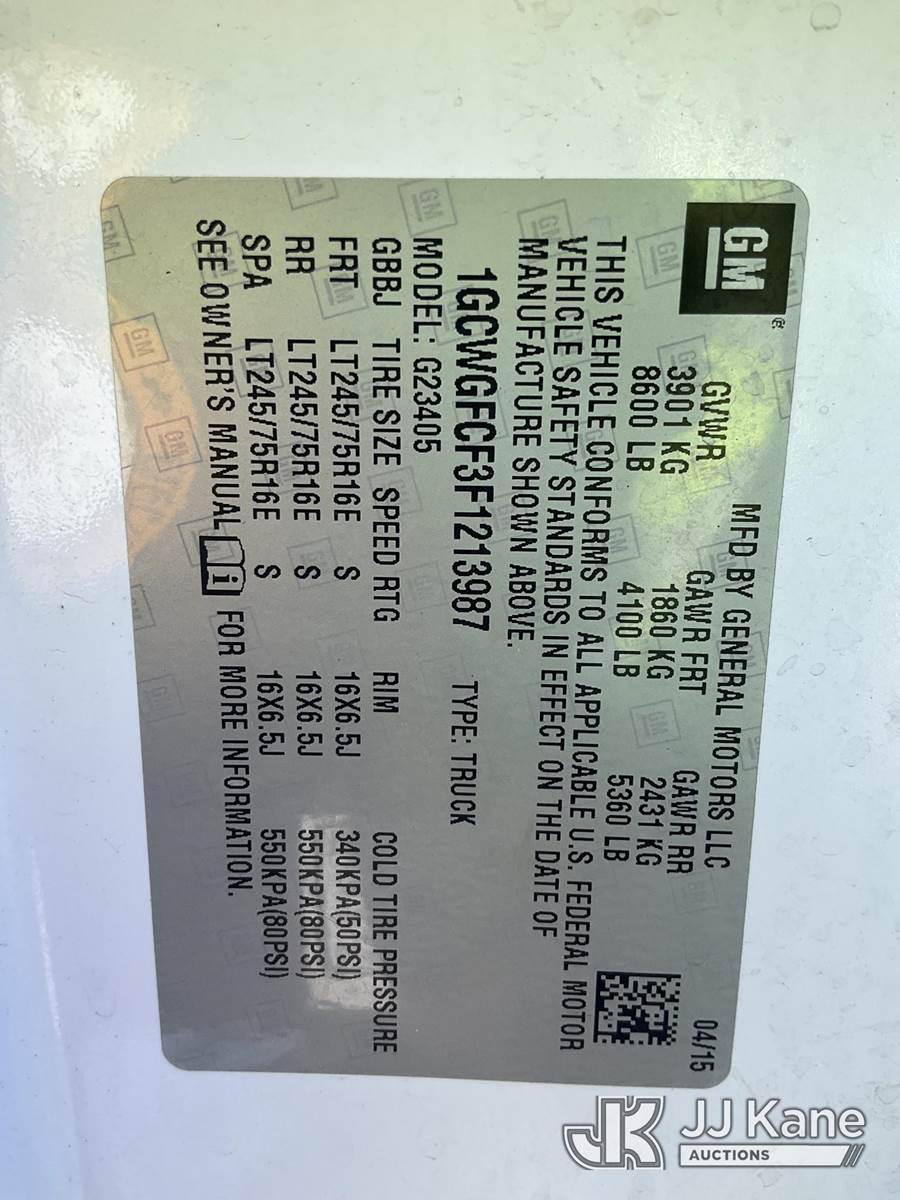 GM®
MFD BY GENERAL MOTORS LLC 04/15
GVWR GAWR FRT GAWR RR
3901 KG 1860 KG 2431 KG
8600 LB 4100 LB 5360 LB
THIS VEHICLE CONFORMS TO ALL APPLICABLE U.S. FEDERAL MOTOR
VEHICLE SAFETY STANDARDS IN EFFECT ON THE DATE OF
MANUFACTURE SHOWN ABOVE.
1GCWGFCF3F1213987 TYPE: TRUCK
MODEL: G23405
GBBJ TIRE SIZE SPEED RTG RIM COLD TIRE PRESSURE
FRT LT245/75R16E S 16X6.5J 340KPA(50PSI)
RR LT245/75R16E S 16X6.5J 550KPA(80PSI)
SPA LT245/75R16E S 16X6.5J 550KPA(80PSI)
SEE OWNER'S MANUAL i FOR MORE INFORMATION.
JK JJ Kane
AUCTIONS